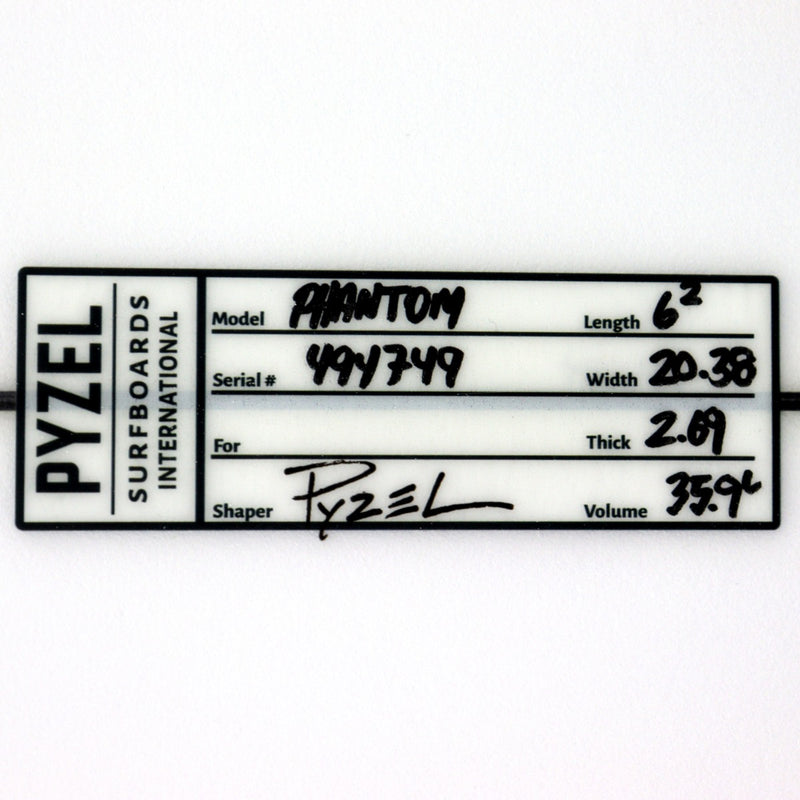 PYZEL
SURFBOARDS
INTERNATIONAL
Model PHANTOM Length 6²
Serial # 494749 Width 20.38
For Thick 2.69
Shaper PYZEL Volume 35.9L